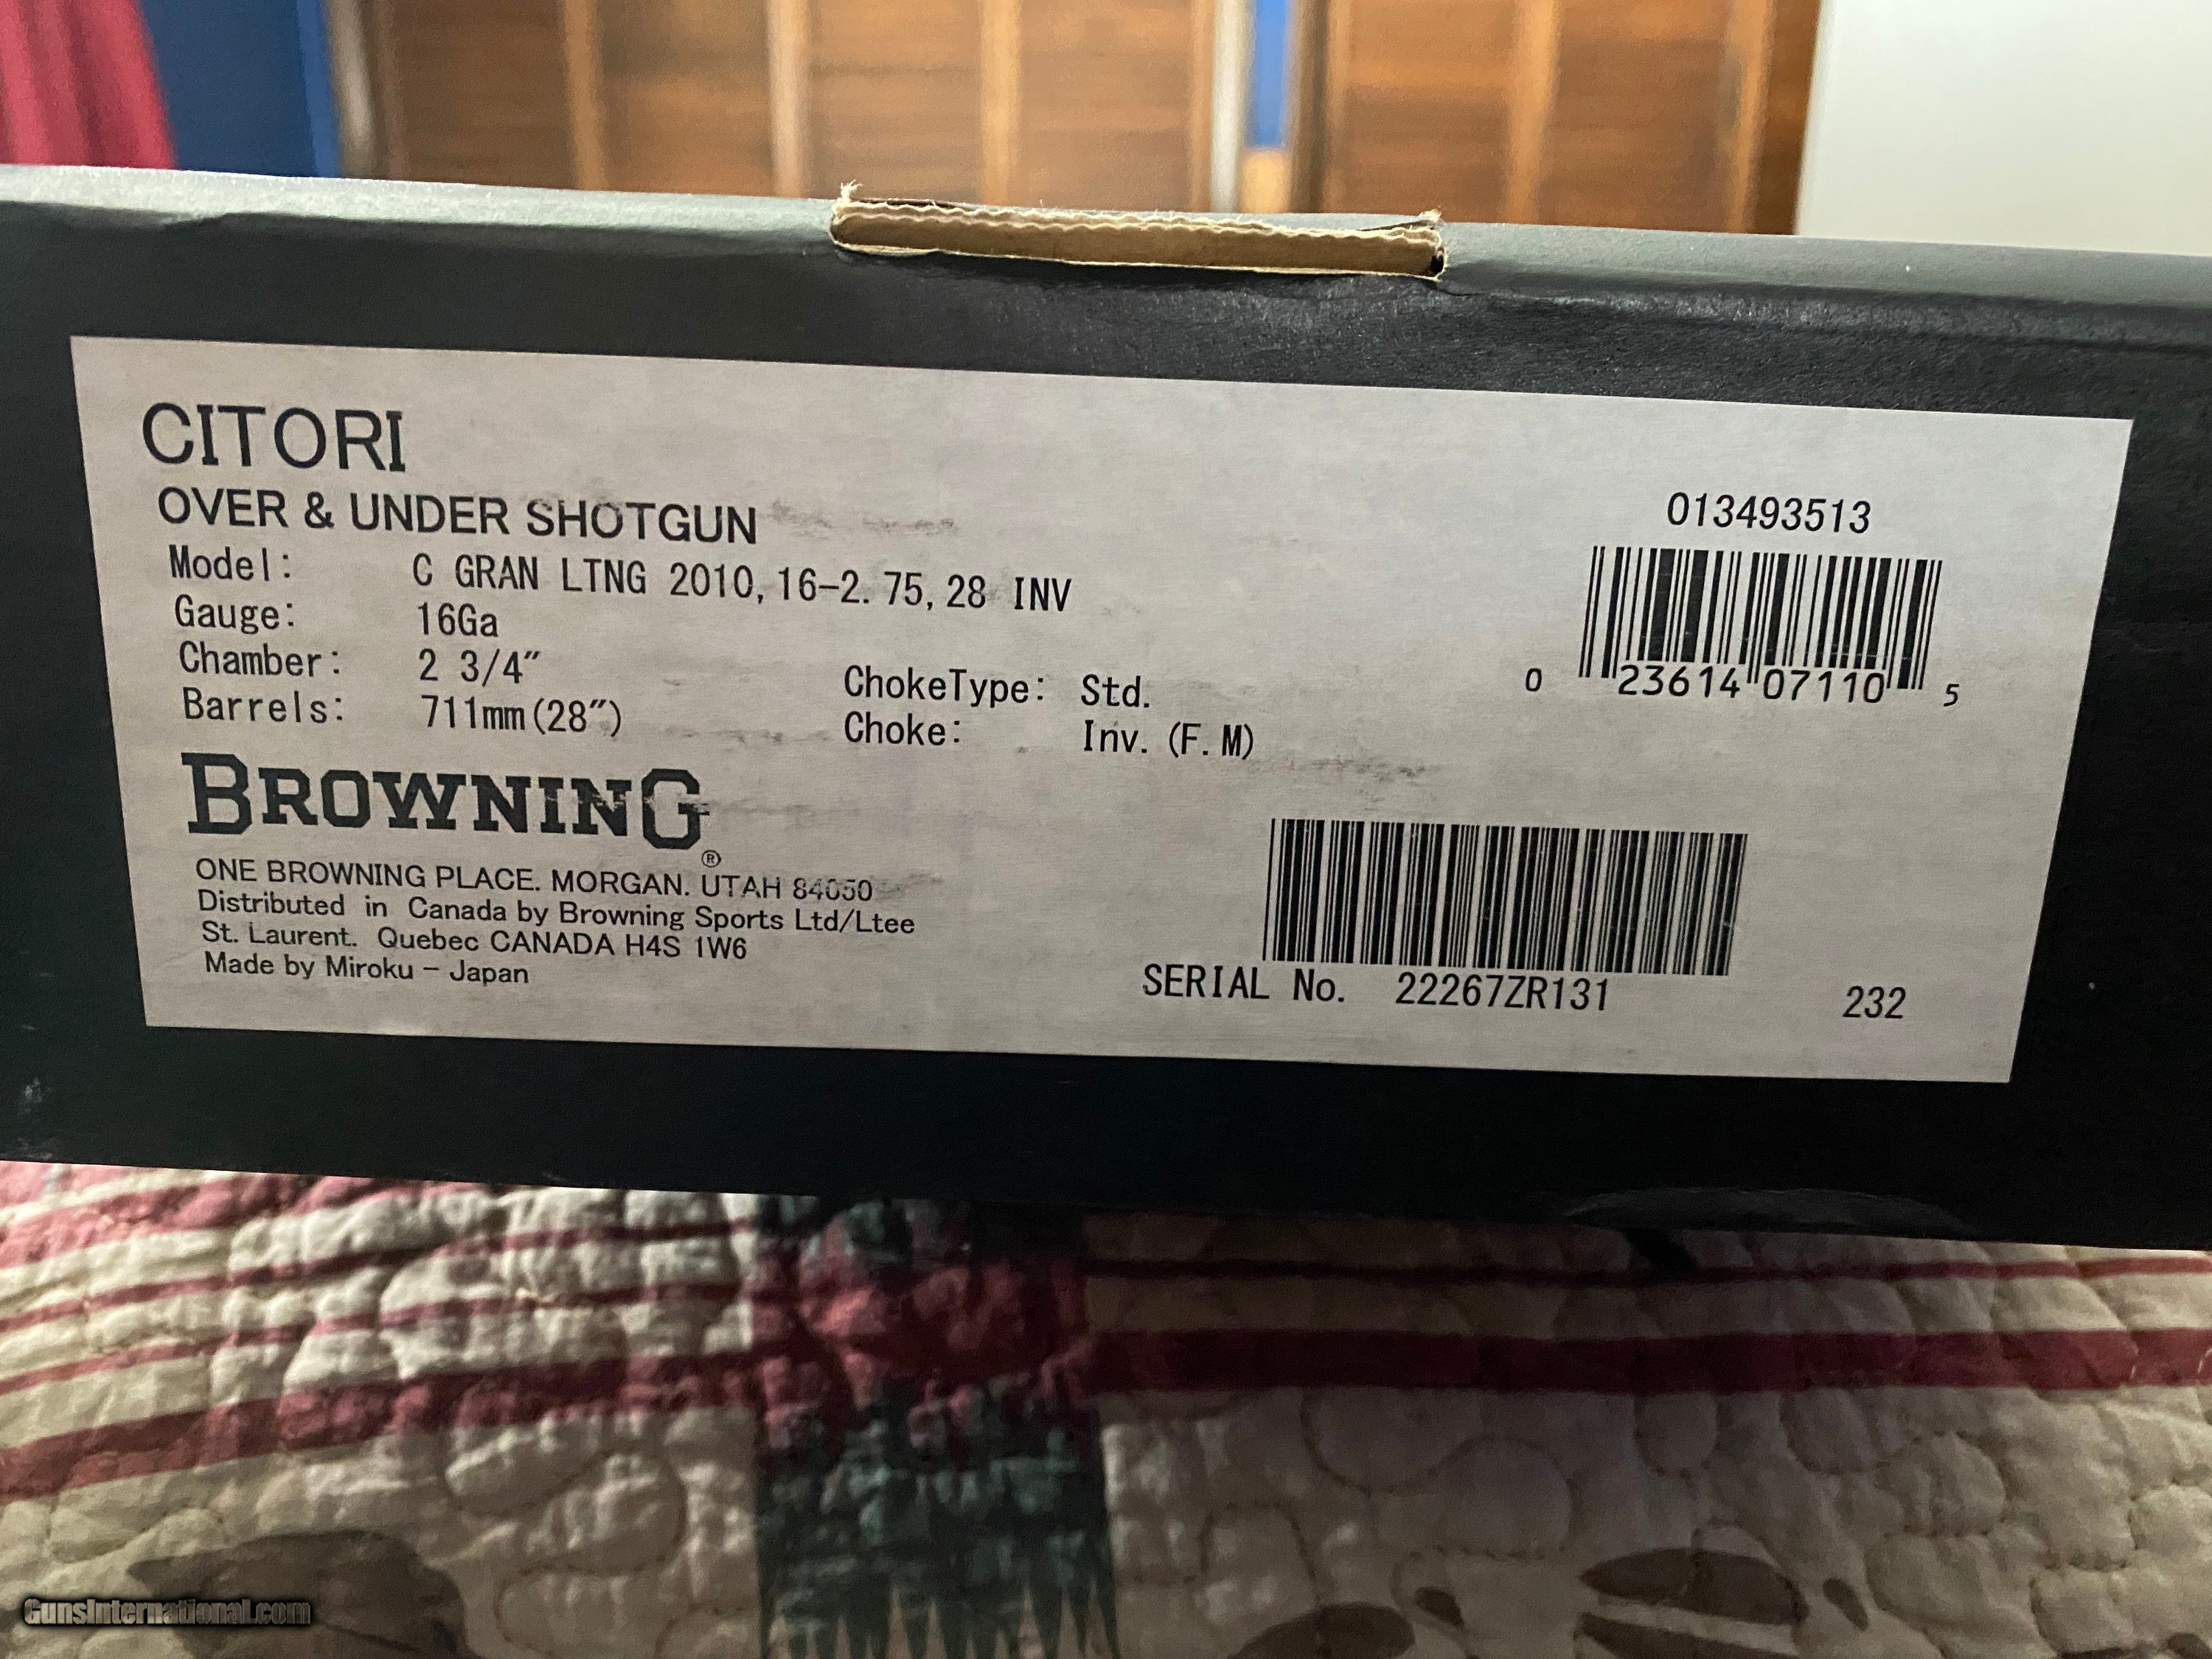 CITORI
OVER & UNDER SHOTGUN
Model: C GRAN LTNG 2010,16-2.75,28 INV
Gauge: 16Ga
Chamber: 2 3/4″
Barrels: 711mm(28″)
ChokeType: Std.
Choke: Inv. (F.M)
BROWNING®
ONE BROWNING PLACE. MORGAN. UTAH 84050
Distributed in Canada by Browning Sports Ltd/Ltee
St. Laurent. Quebec CANADA H4S 1W6
Made by Miroku - Japan
013493513
0 23614 07110 5
SERIAL No. 22267ZR131
232
GunsInternational.com